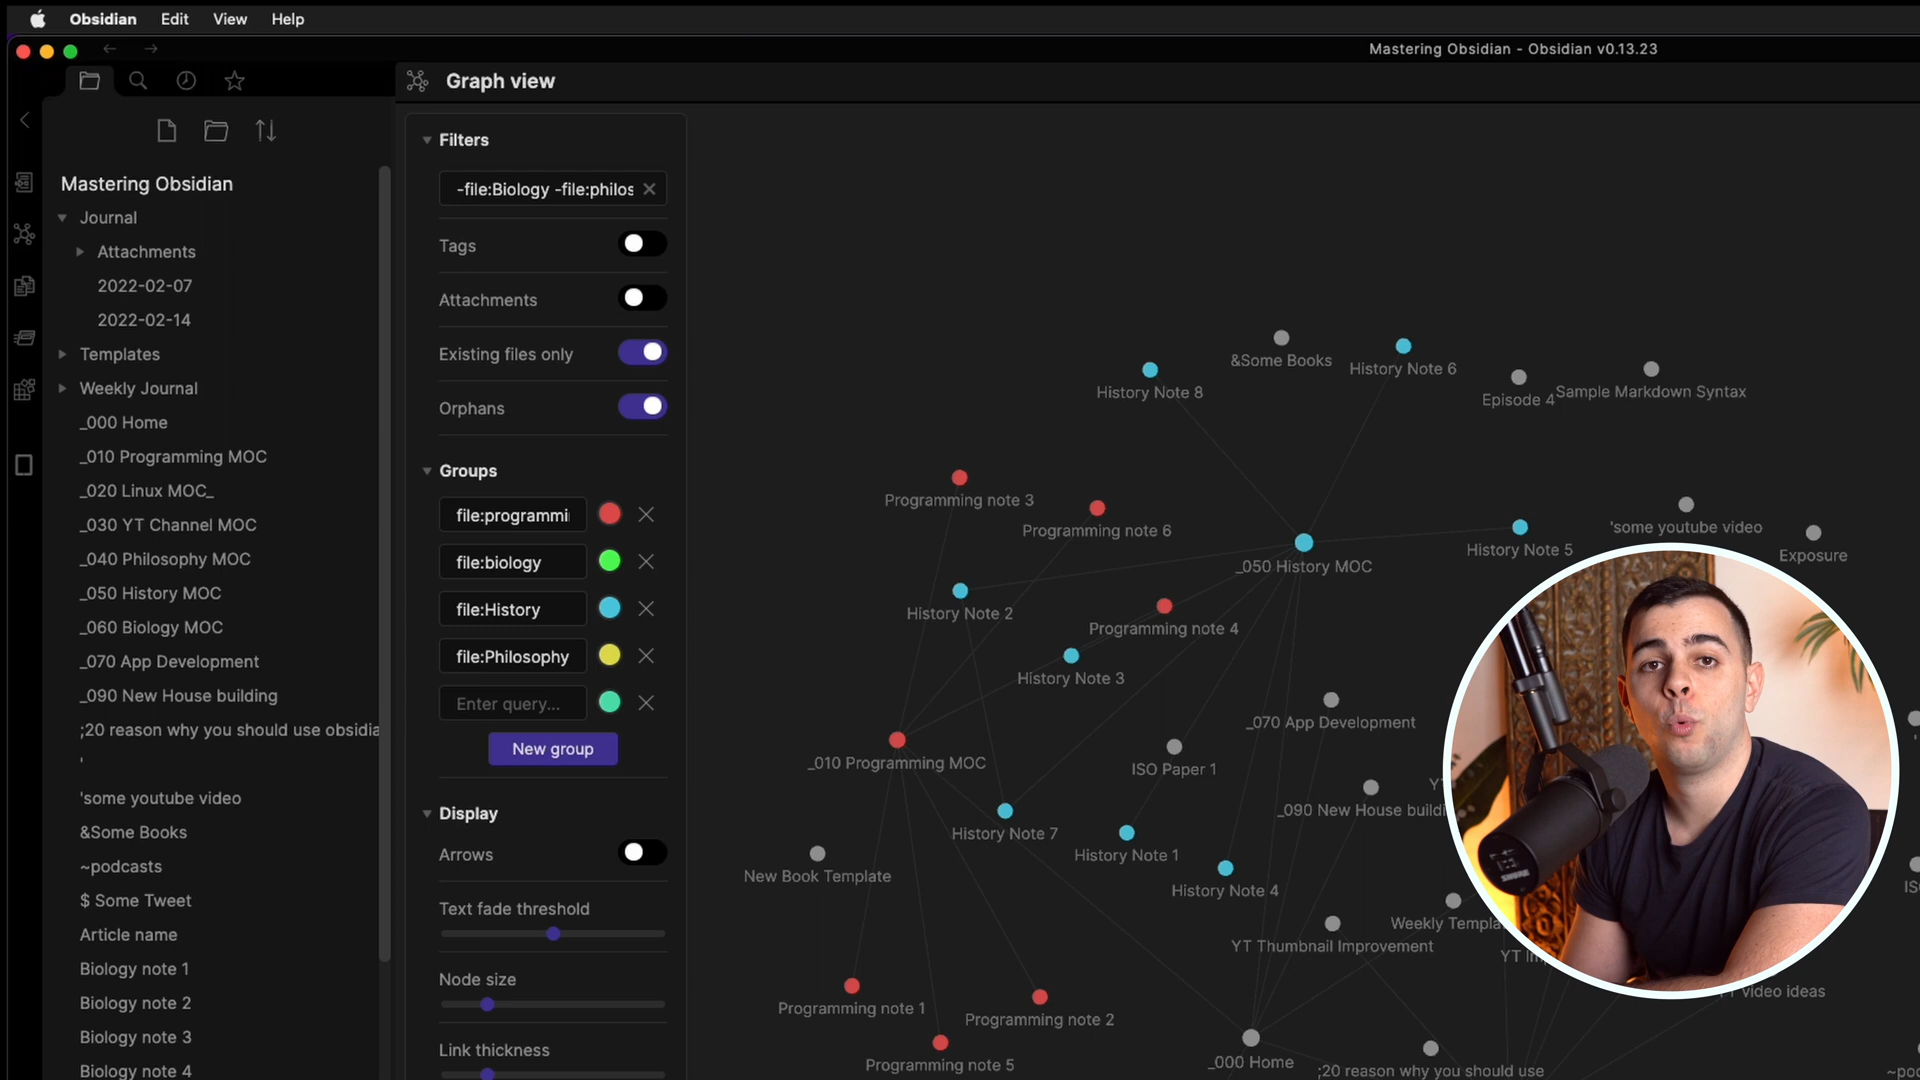 Obsidian Edit View Help
Mastering Obsidian - Obsidian v0.13.23
Graph view
Mastering Obsidian
Journal
Attachments
2022-02-07
2022-02-14
Templates
Weekly Journal
_000 Home
_010 Programming MOC
_020 Linux MOC_
_030 YT Channel MOC
_040 Philosophy MOC
_050 History MOC
_060 Biology MOC
_070 App Development
_090 New House building
;20 reason why you should use obsidia
'
'some youtube video
&Some Books
~podcasts
$ Some Tweet
Article name
Biology note 1
Biology note 2
Biology note 3
Biology note 4
Filters
-file:Biology -file:philos
Tags
Attachments
Existing files only
Orphans
Groups
file:programmi
file:biology
file:History
file:Philosophy
Enter query...
New group
Display
Arrows
Text fade threshold
Node size
Link thickness
&Some Books
History Note 6
History Note 8
Episode 4
Sample Markdown Syntax
Programming note 3
Programming note 6
'some youtube video
History Note 5
Exposure
_050 History MOC
History Note 2
Programming note 4
History Note 3
_070 App Development
_010 Programming MOC
ISO Paper 1
_090 New House buildi
History Note 7
History Note 1
New Book Template
History Note 4
Weekly Templa
YT Thumbnail Improvement
YT Im
video ideas
Programming note 1
Programming note 2
Programming note 5
_000 Home
;20 reason why you should use
~poc
SHURE